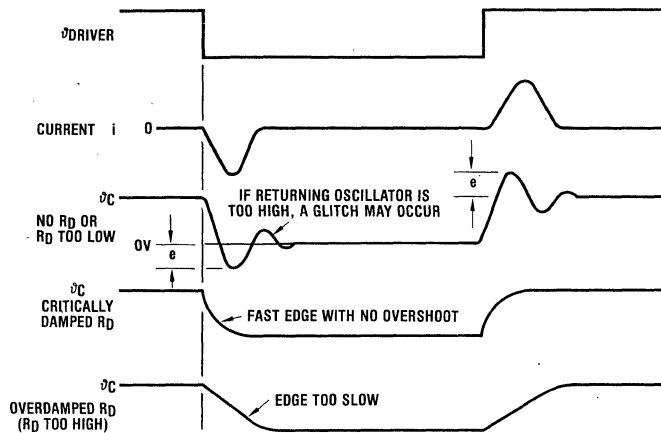 ϑDRIVER
CURRENT i 0
e
ϑC
IF RETURNING OSCILLATOR IS
TOO HIGH, A GLITCH MAY OCCUR
NO RD OR
RD TOO LOW
0V
e
ϑC
CRITICALLY
DAMPED RD
FAST EDGE WITH NO OVERSHOOT
ϑC
OVERDAMPED RD
(RD TOO HIGH)
EDGE TOO SLOW